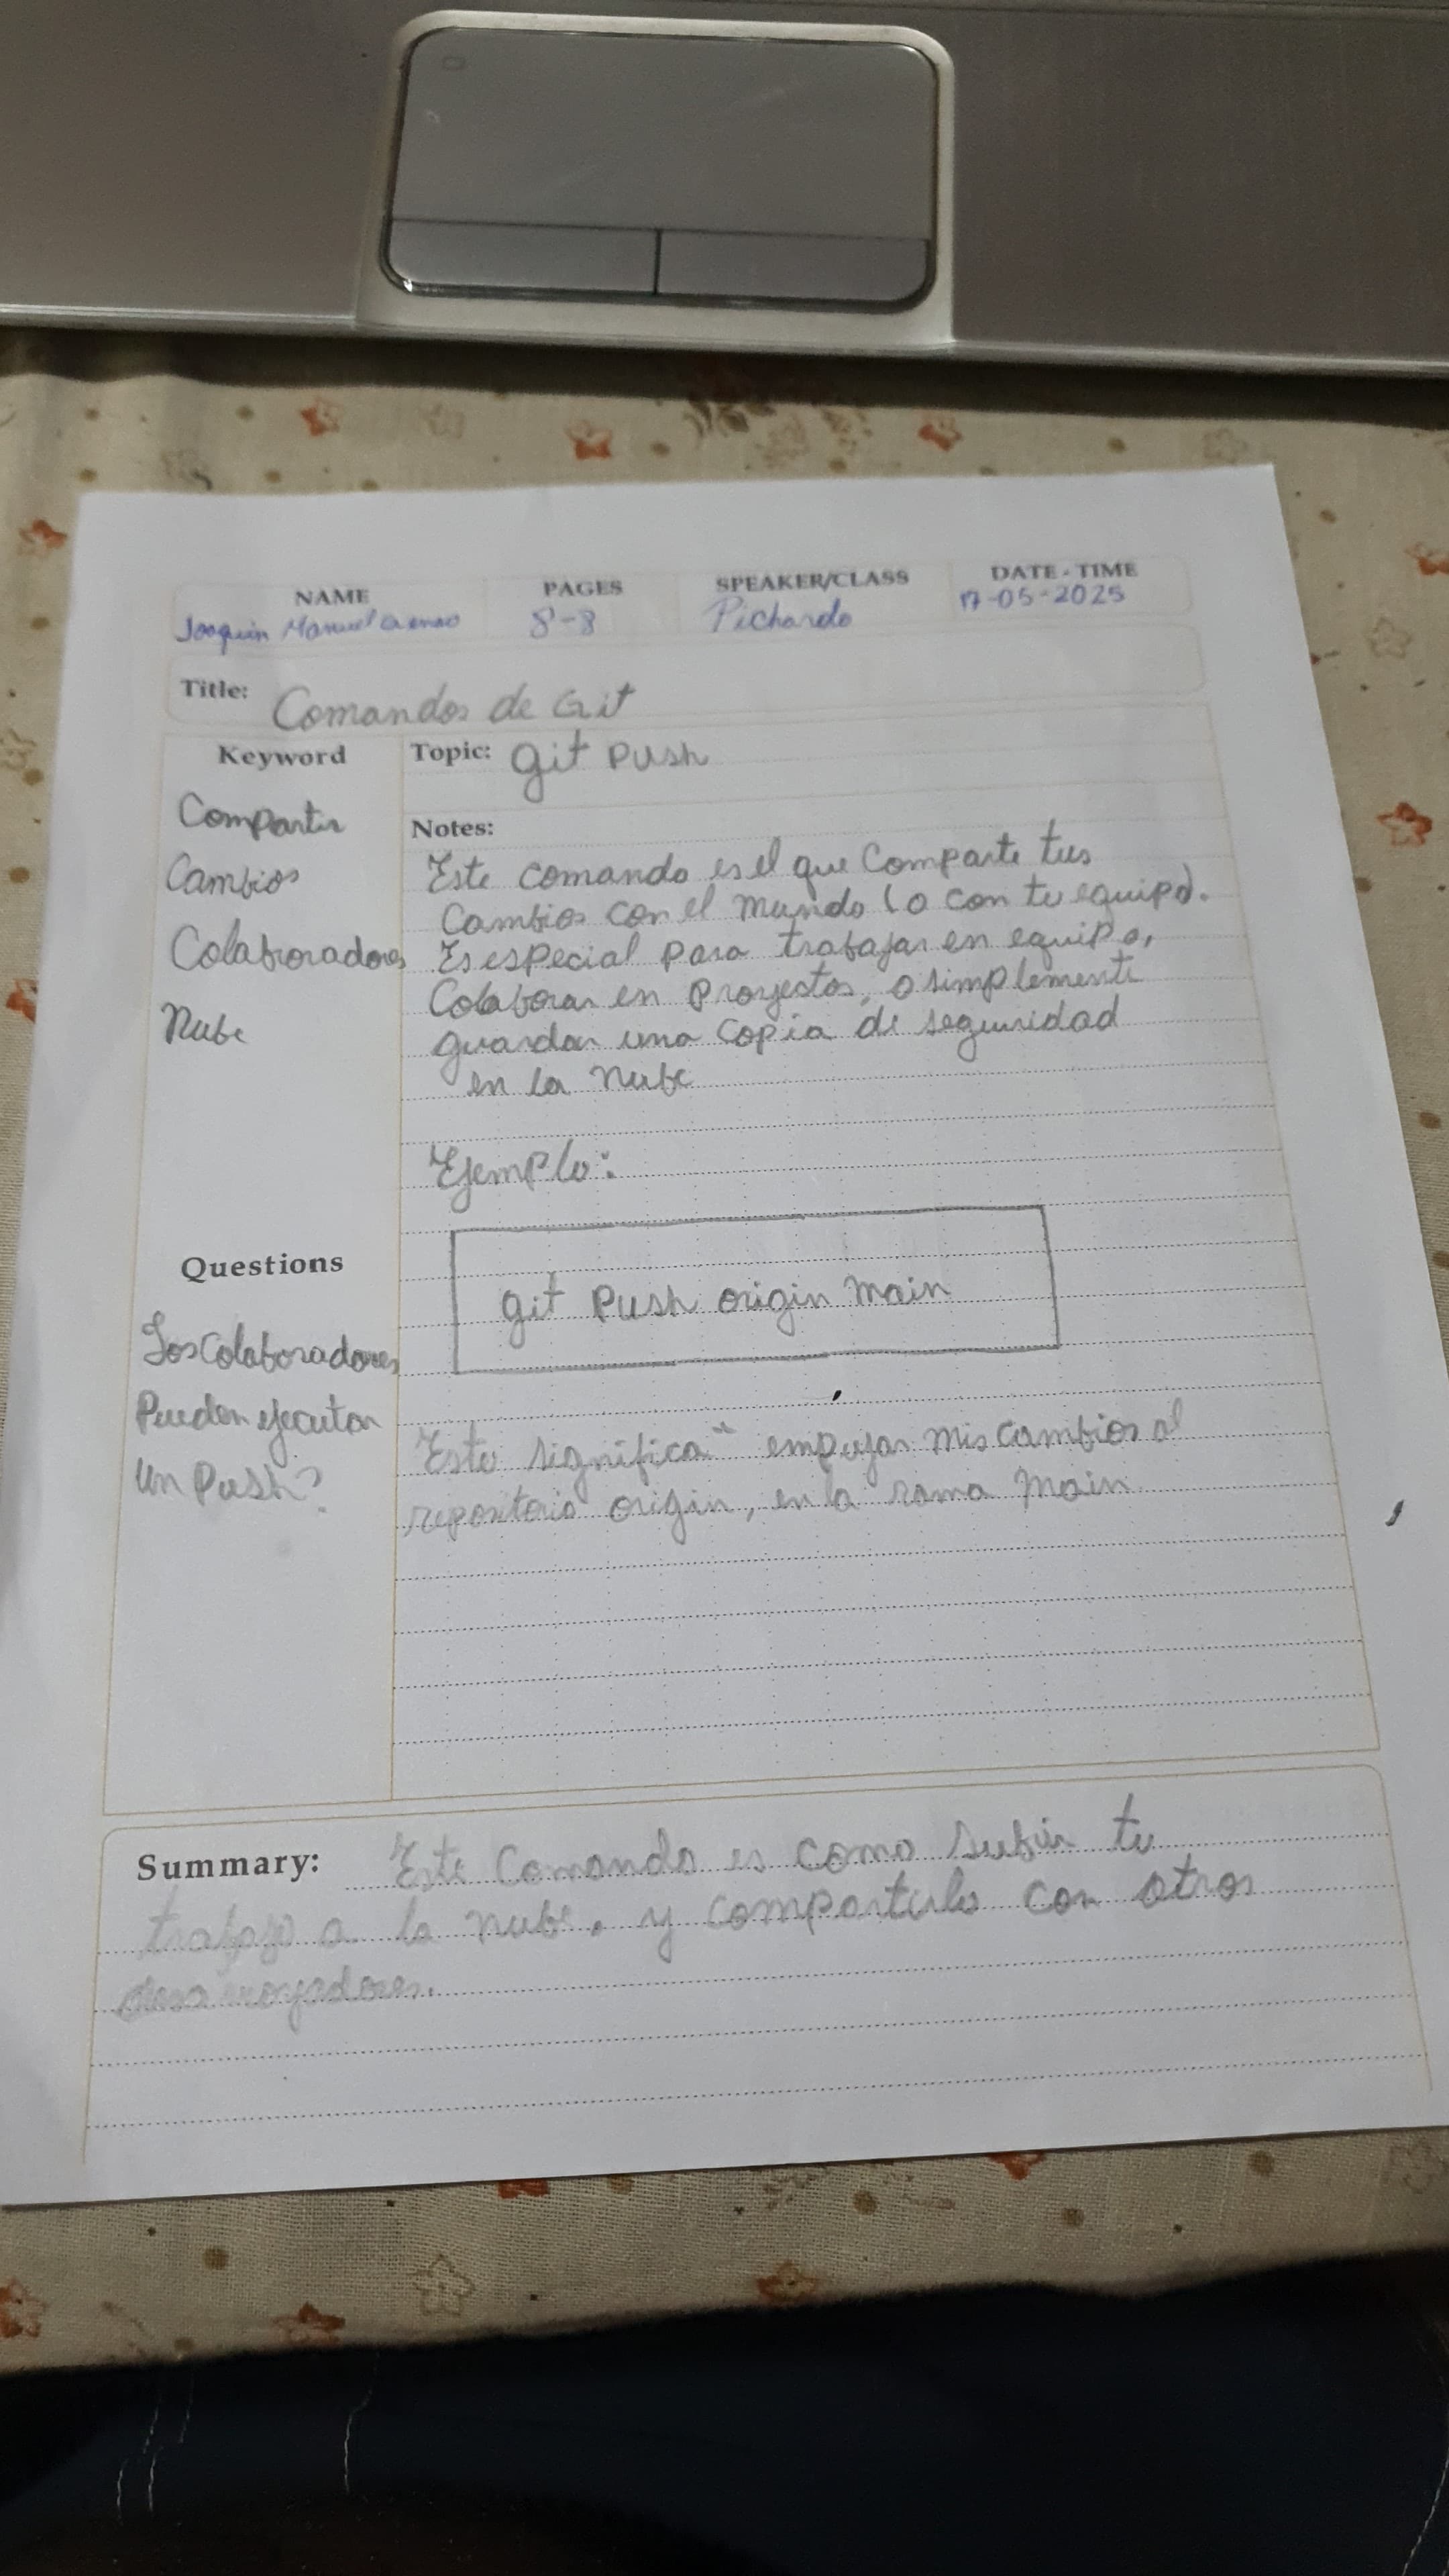 NAME
PAGES
SPEAKER/CLASS
DATE - TIME
Joaquin Manuel
8-8
Pichardo
17-05-2025
Title: Comandos de Git
Keyword
Compartir
Cambios
Colaboradores
Nube
Topic: git push
Notes:
Este comando es el que Comparte tus
Cambios con el mundo (o con tu equipo).
Es especial para trabajar en equipo,
Colaborar en Proyectos, o simplemente
guardar una copia de seguridad
en la nube
Ejemplo:
git push origin main
Esto significa " empujar mis cambios al
repositorio origin, en la rama main
Questions
Los Colaboradores
Pueden ejecutar
un Push?
Summary: Este Comando es como subir tu
trabajo a la nube, y compartirlo con otros